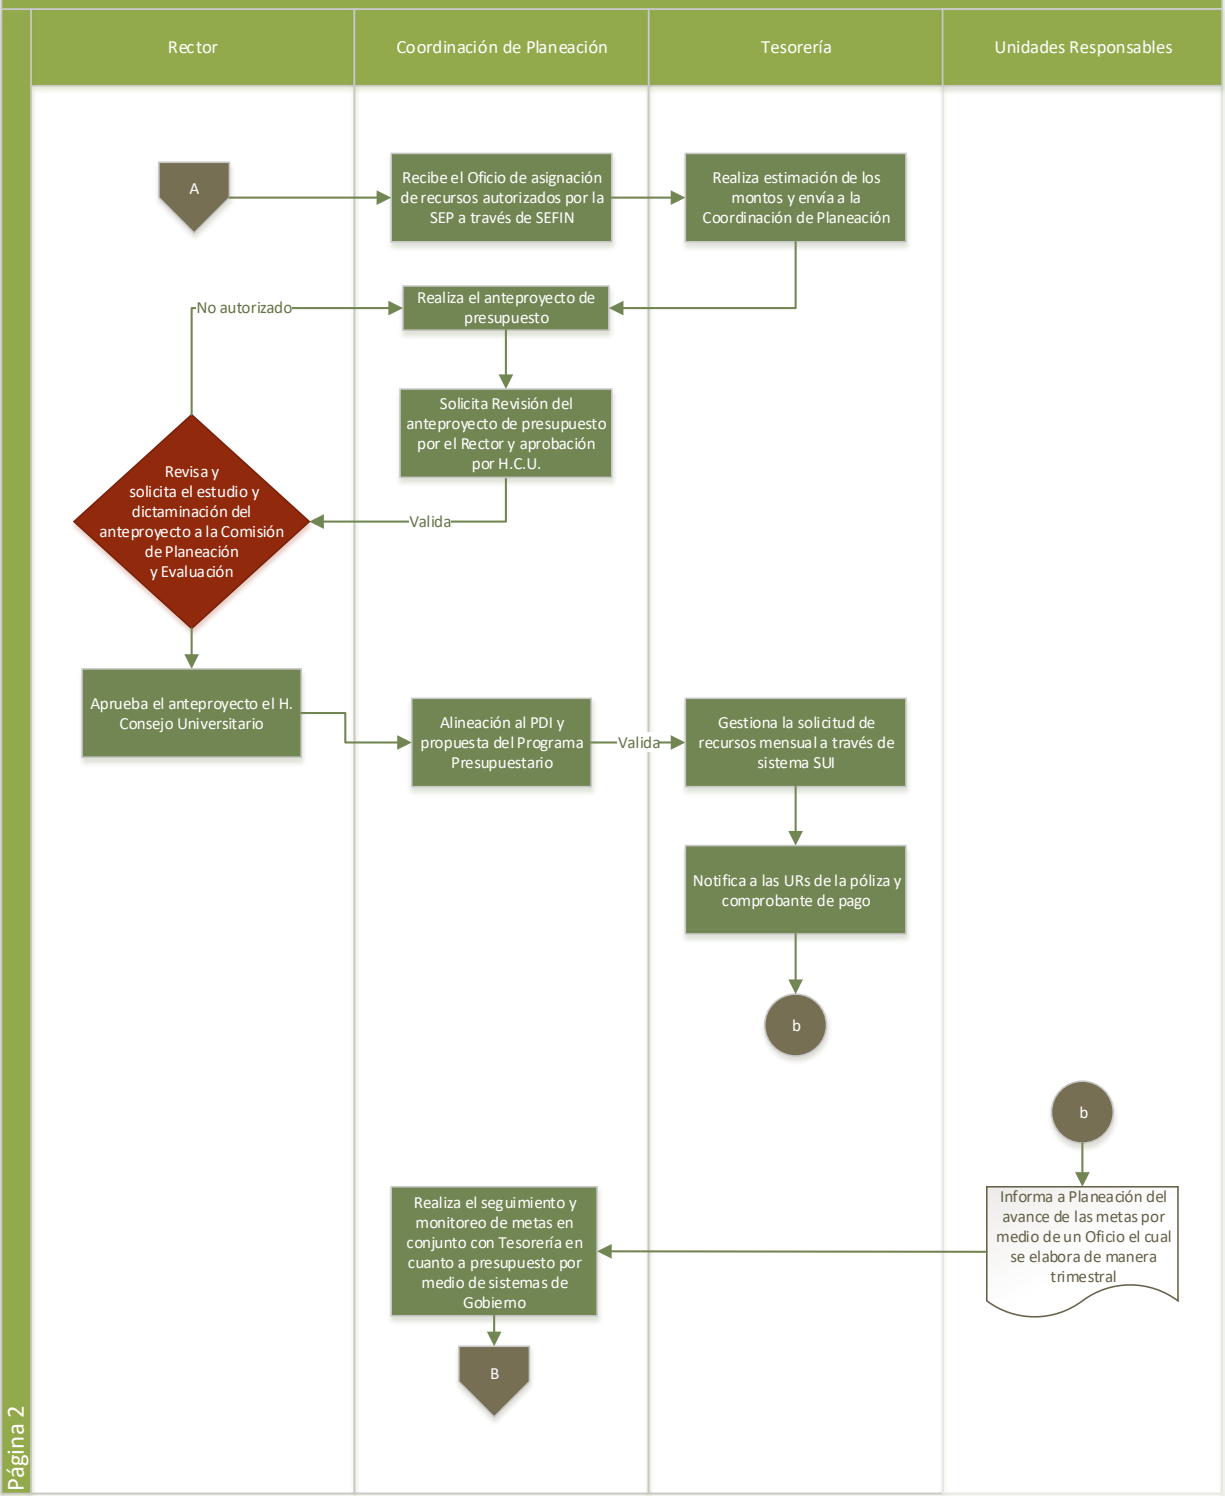 Rector
Coordinación de Planeación
Tesorería
Unidades Responsables
A
Recibe el Oficio de asignación
de recursos autorizados por la
SEP a través de SEFIN
Realiza estimación de los
montos y envía a la
Coordinación de Planeación
No autorizado
Realiza el anteproyecto de
presupuesto
Solicita Revisión del
anteproyecto de presupuesto
por el Rector y aprobación
por H.C.U.
Valida
Revisa y
solicita el estudio y
dictaminación del
anteproyecto a la Comisión
de Planeación
y Evaluación
Aprueba el anteproyecto el H.
Consejo Universitario
Alineación al PDI y
propuesta del Programa
Presupuestario
Valida
Gestiona la solicitud de
recursos mensual a través de
sistema SUI
Notifica a las URs de la póliza y
comprobante de pago
b
b
Informa a Planeación del
avance de las metas por
medio de un Oficio el cual
se elabora de manera
trimestral
Realiza el seguimiento y
monitoreo de metas en
conjunto con Tesorería en
cuanto a presupuesto por
medio de sistemas de
Gobierno
B
Página 2